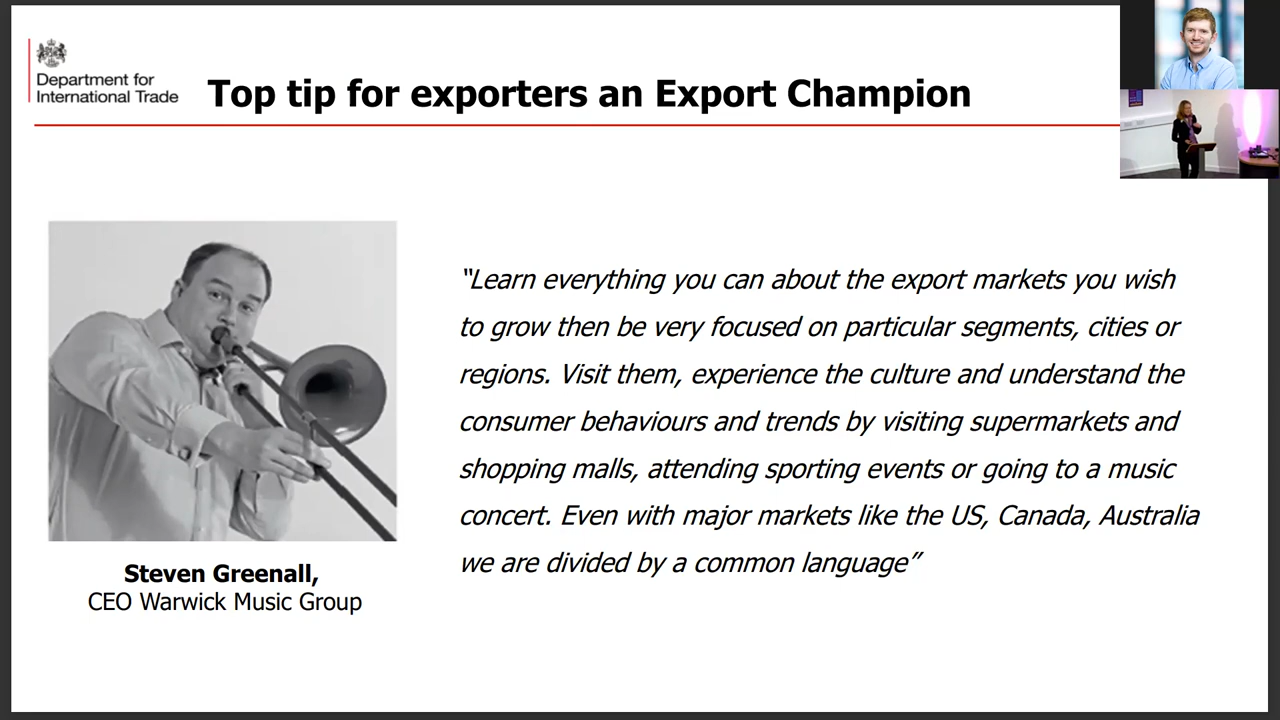 Department for
International Trade
Top tip for exporters an Export Champion
“Learn everything you can about the export markets you wish
to grow then be very focused on particular segments, cities or
regions. Visit them, experience the culture and understand the
consumer behaviours and trends by visiting supermarkets and
shopping malls, attending sporting events or going to a music
concert. Even with major markets like the US, Canada, Australia
we are divided by a common language”
Steven Greenall,
CEO Warwick Music Group